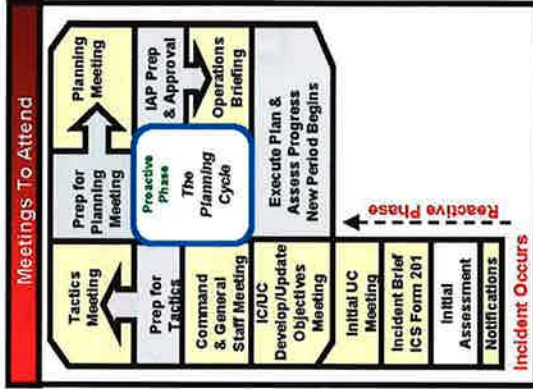 Meetings To Attend
Tactics
Meeting
Prep for
Planning
Meeting
Planning
Meeting
Prep for
Tactics
Proactive
Phase
The
Planning
Cycle
IAP Prep
& Approval
Command
& General
Staff Meeting
Operations
Briefing
IC/UC
Develop/Update
Objectives
Meeting
Execute Plan &
Assess Progress
New Period Begins
Initial UC
Meeting
Incident Brief
ICS Form 201
Initial
Assessment
Notifications
Reactive Phase
Incident Occurs